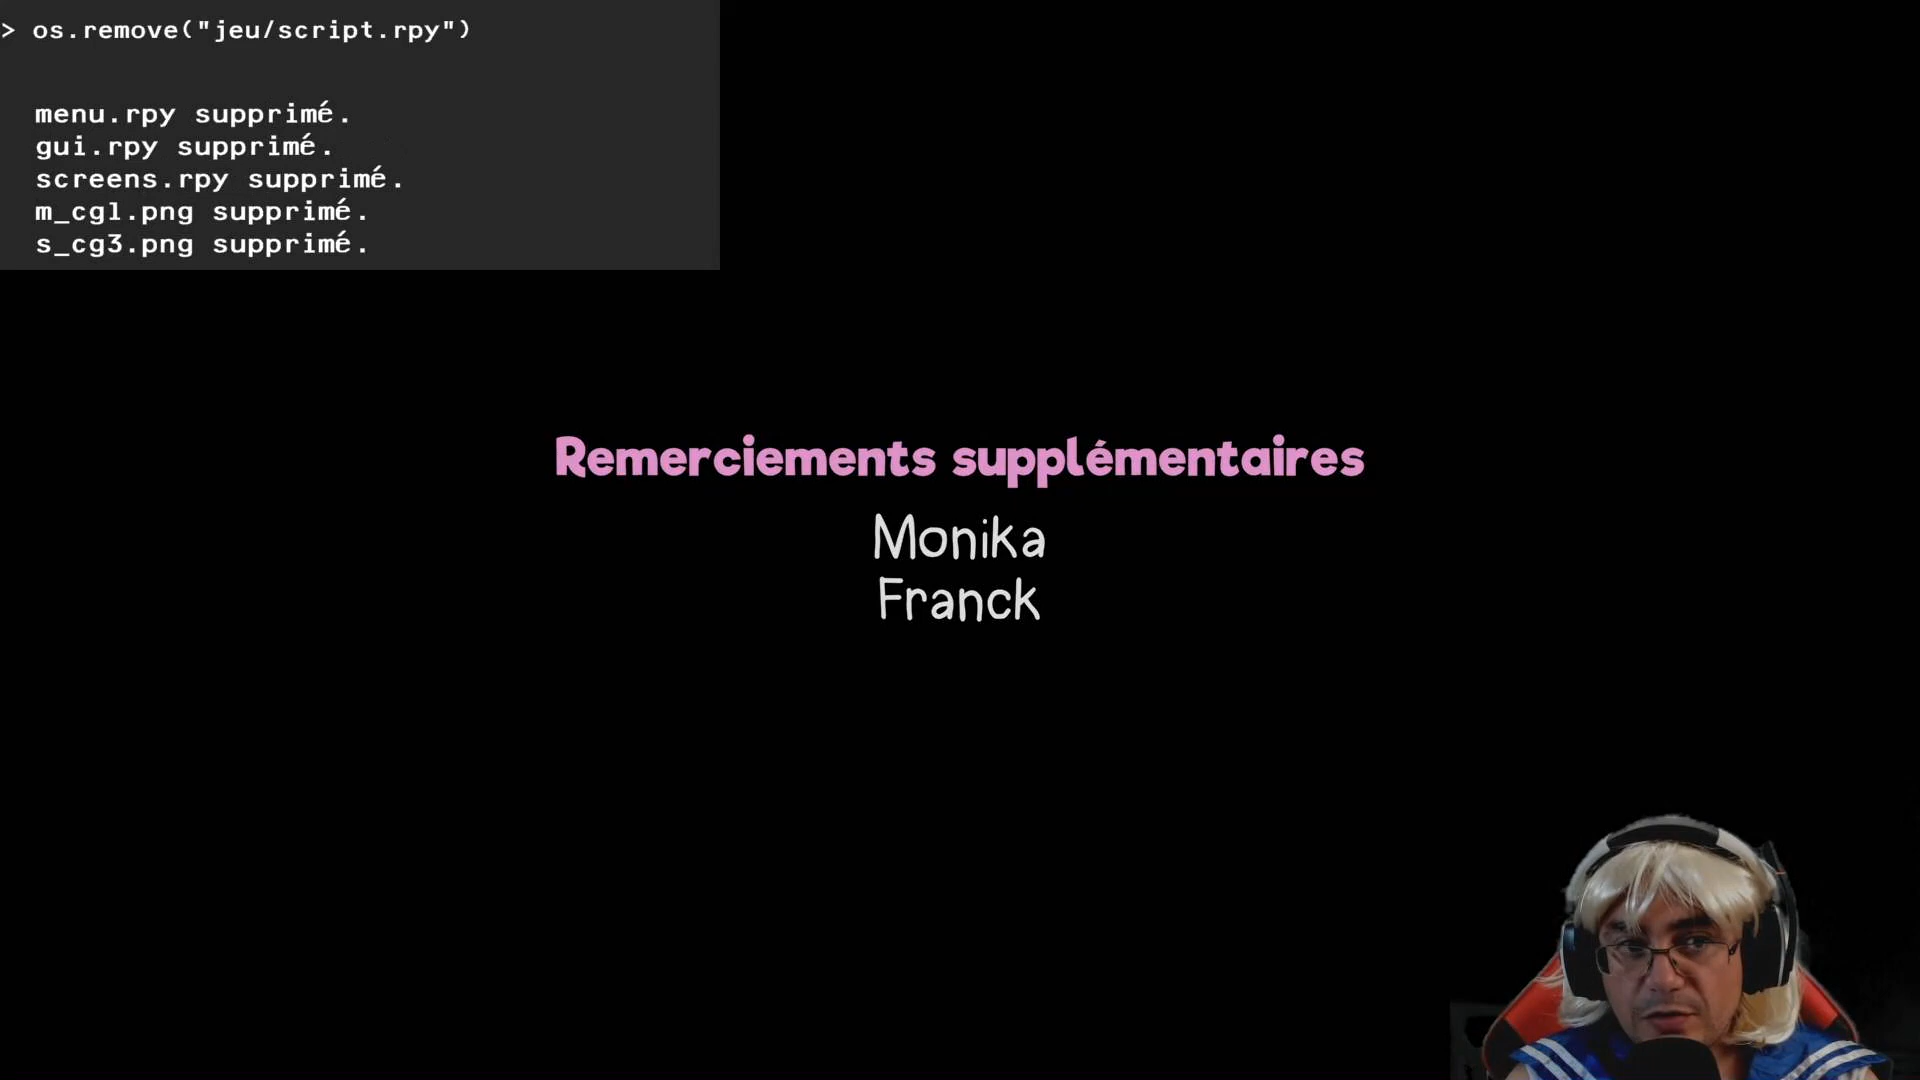 > os.remove("jeu/script.rpy")
menu.rpy supprimé.
gui.rpy supprimé.
screens.rpy supprimé.
m_cg1.png supprimé.
s_cg3.png supprimé.
Remerciements supplémentaires
Monika
Franck